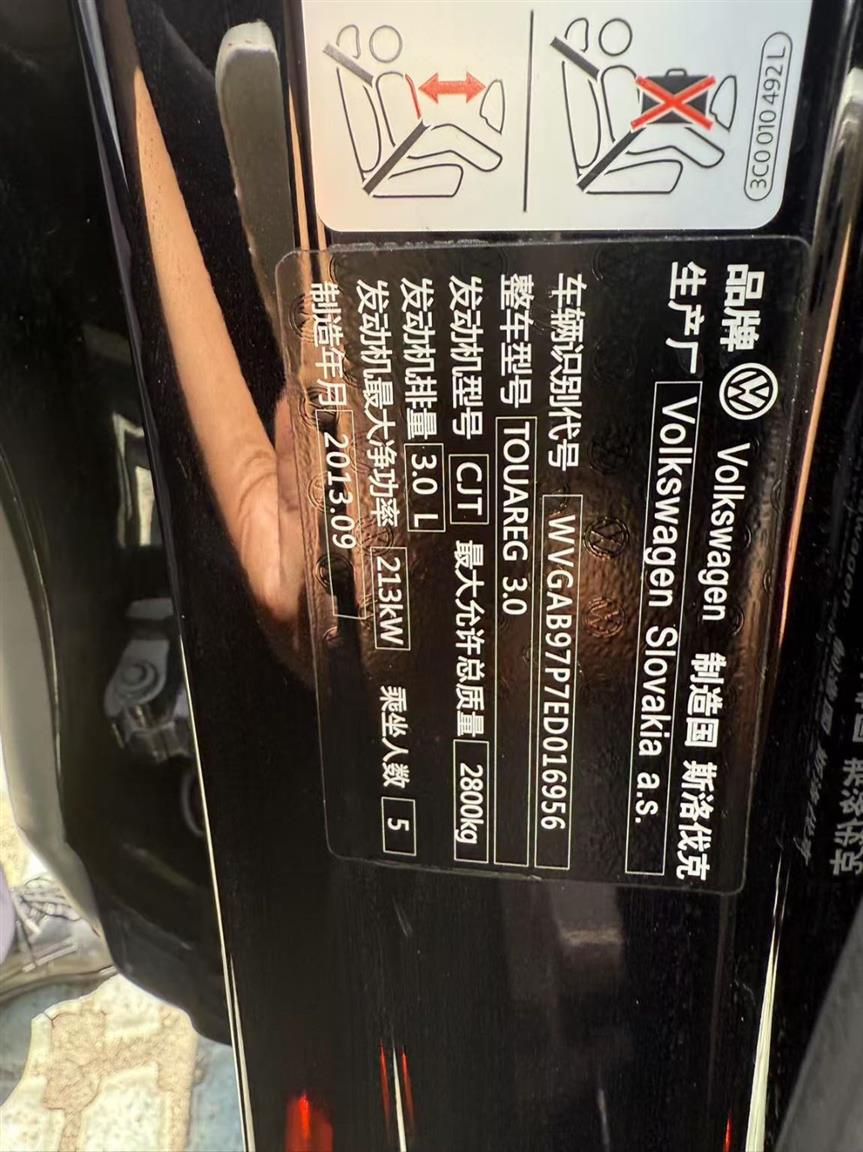 3C0 010 492 L
品牌 Volkswagen 制造国 斯洛伐克
生产厂 Volkswagen Slovakia a.s.
车辆识别代号 WVGAB97P7ED016956
整车型号 TOUAREG 3.0
发动机型号 CJT 最大允许总质量 2800kg
发动机排量 3.0 L
发动机最大净功率 213kW 乘坐人数 5
制造年月 2013.09